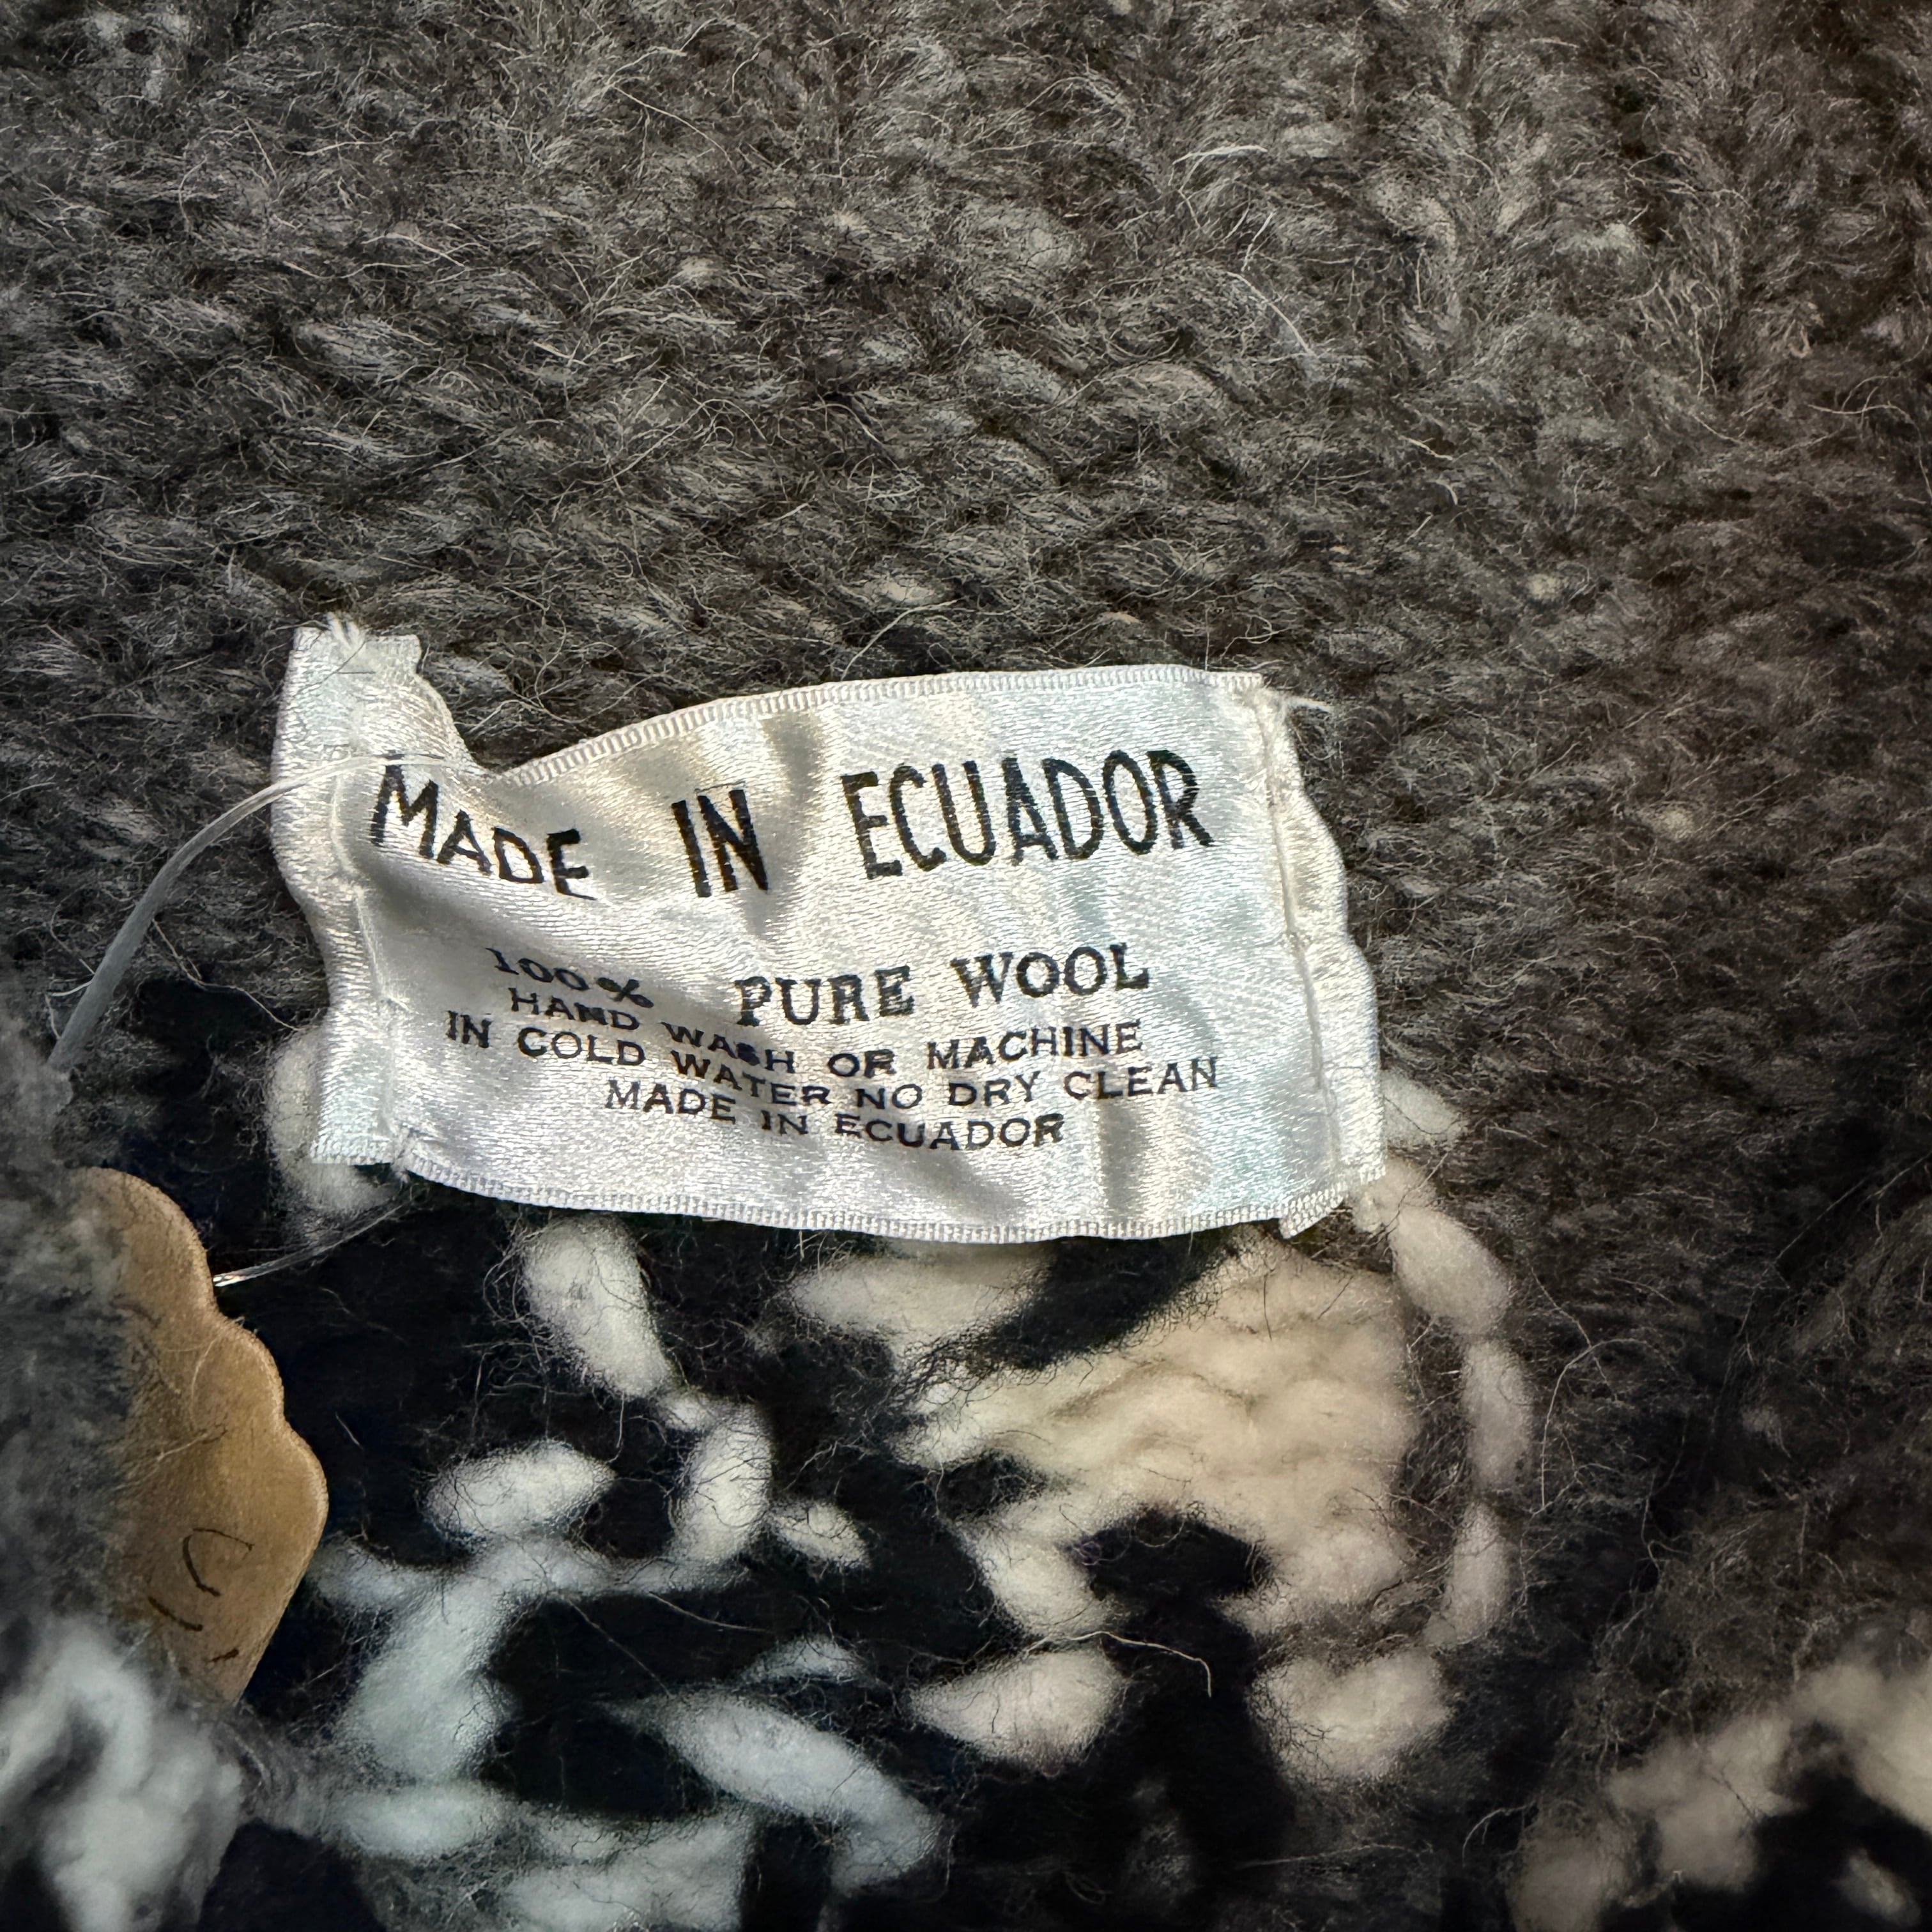 MADE IN ECUADOR
100% PURE WOOL
HAND WASH OR MACHINE
IN COLD WATER NO DRY CLEAN
MADE IN ECUADOR